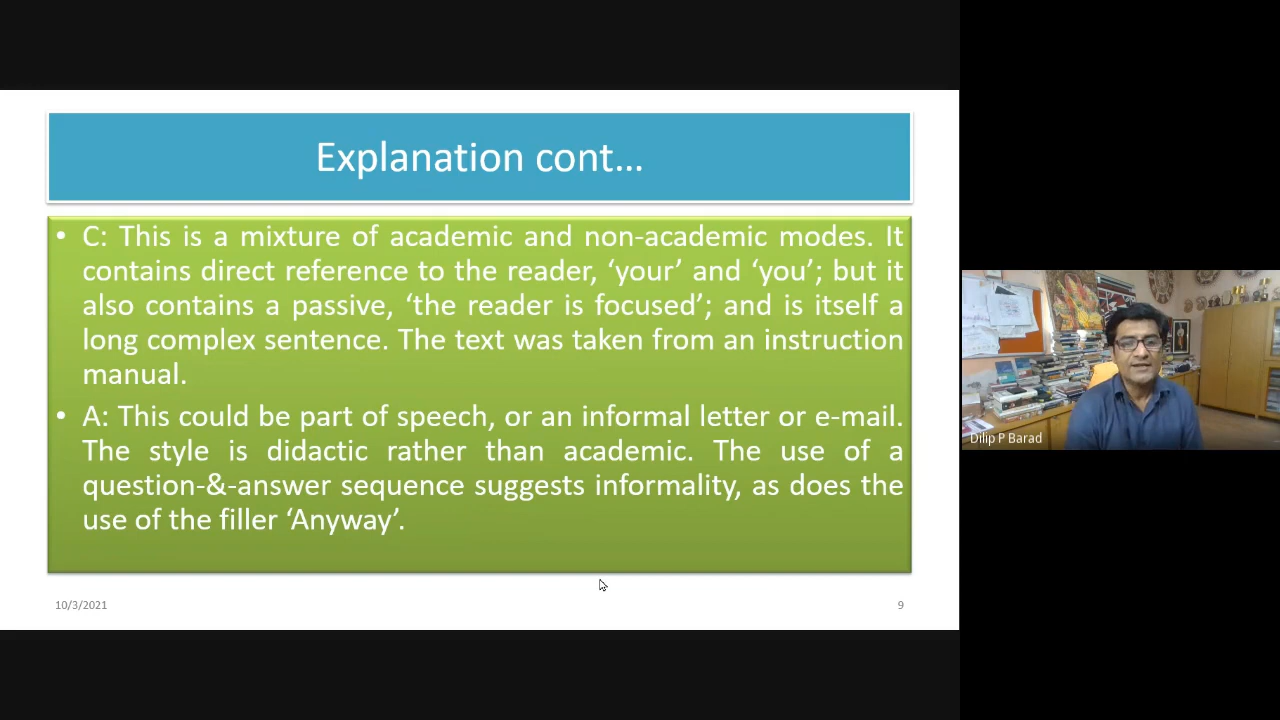 Explanation cont…
• C: This is a mixture of academic and non-academic modes. It
contains direct reference to the reader, ‘your’ and ‘you’; but it
also contains a passive, ‘the reader is focused’; and is itself a
long complex sentence. The text was taken from an instruction
manual.
• A: This could be part of speech, or an informal letter or e-mail.
The style is didactic rather than academic. The use of a
question-&-answer sequence suggests informality, as does the
use of the filler ‘Anyway’.
10/3/2021
9
Dilip P Barad